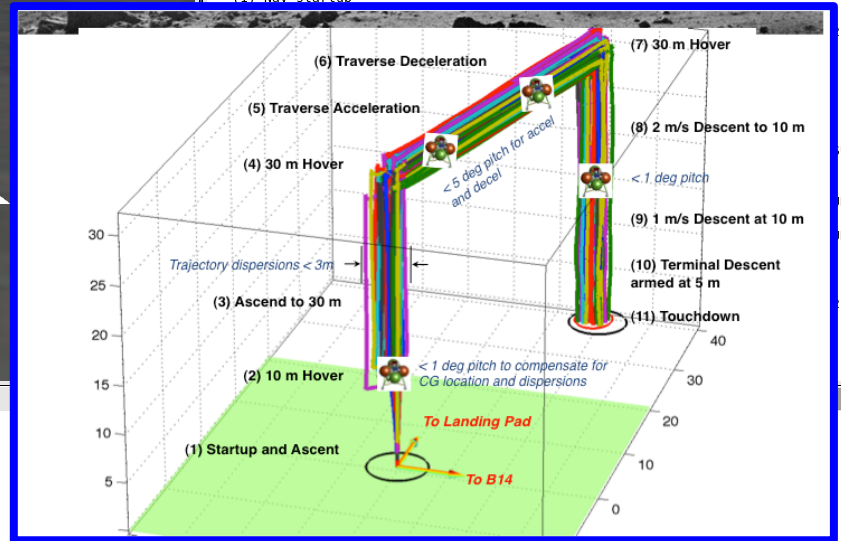 (6) Traverse Deceleration
(7) 30 m Hover
(5) Traverse Acceleration
(8) 2 m/s Descent to 10 m
(4) 30 m Hover
< 5 deg pitch for accel
and decel
< 1 deg pitch
(9) 1 m/s Descent at 10 m
30
Trajectory dispersions < 3m
(10) Terminal Descent
armed at 5 m
25
(3) Ascend to 30 m
(11) Touchdown
20
40
(2) 10 m Hover
< 1 deg pitch to compensate for
CG location and dispersions
15
30
To Landing Pad
20
10
(1) Startup and Ascent
10
To B14
5
0